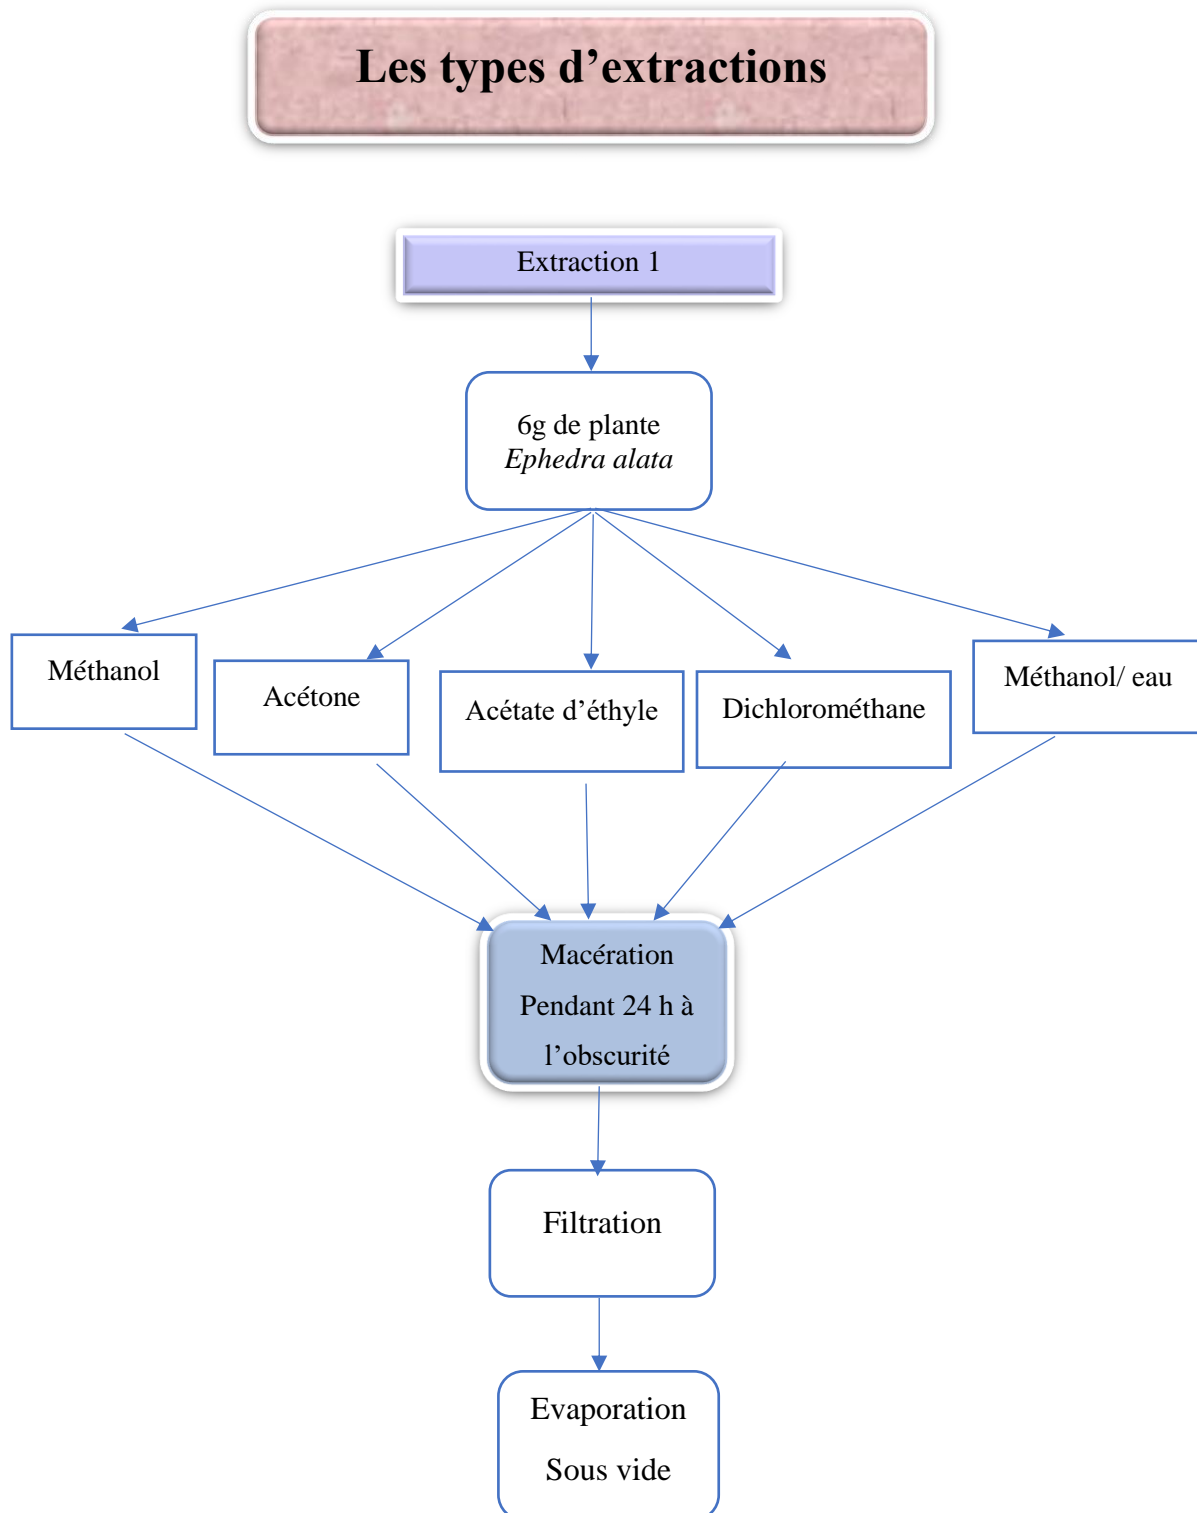 Les types d’extractions
Extraction 1
6g de plante
Ephedra alata
Méthanol
Acétone
Acétate d’éthyle
Dichlorométhane
Méthanol/ eau
Macération
Pendant 24 h à
l’obscurité
Filtration
Evaporation
Sous vide